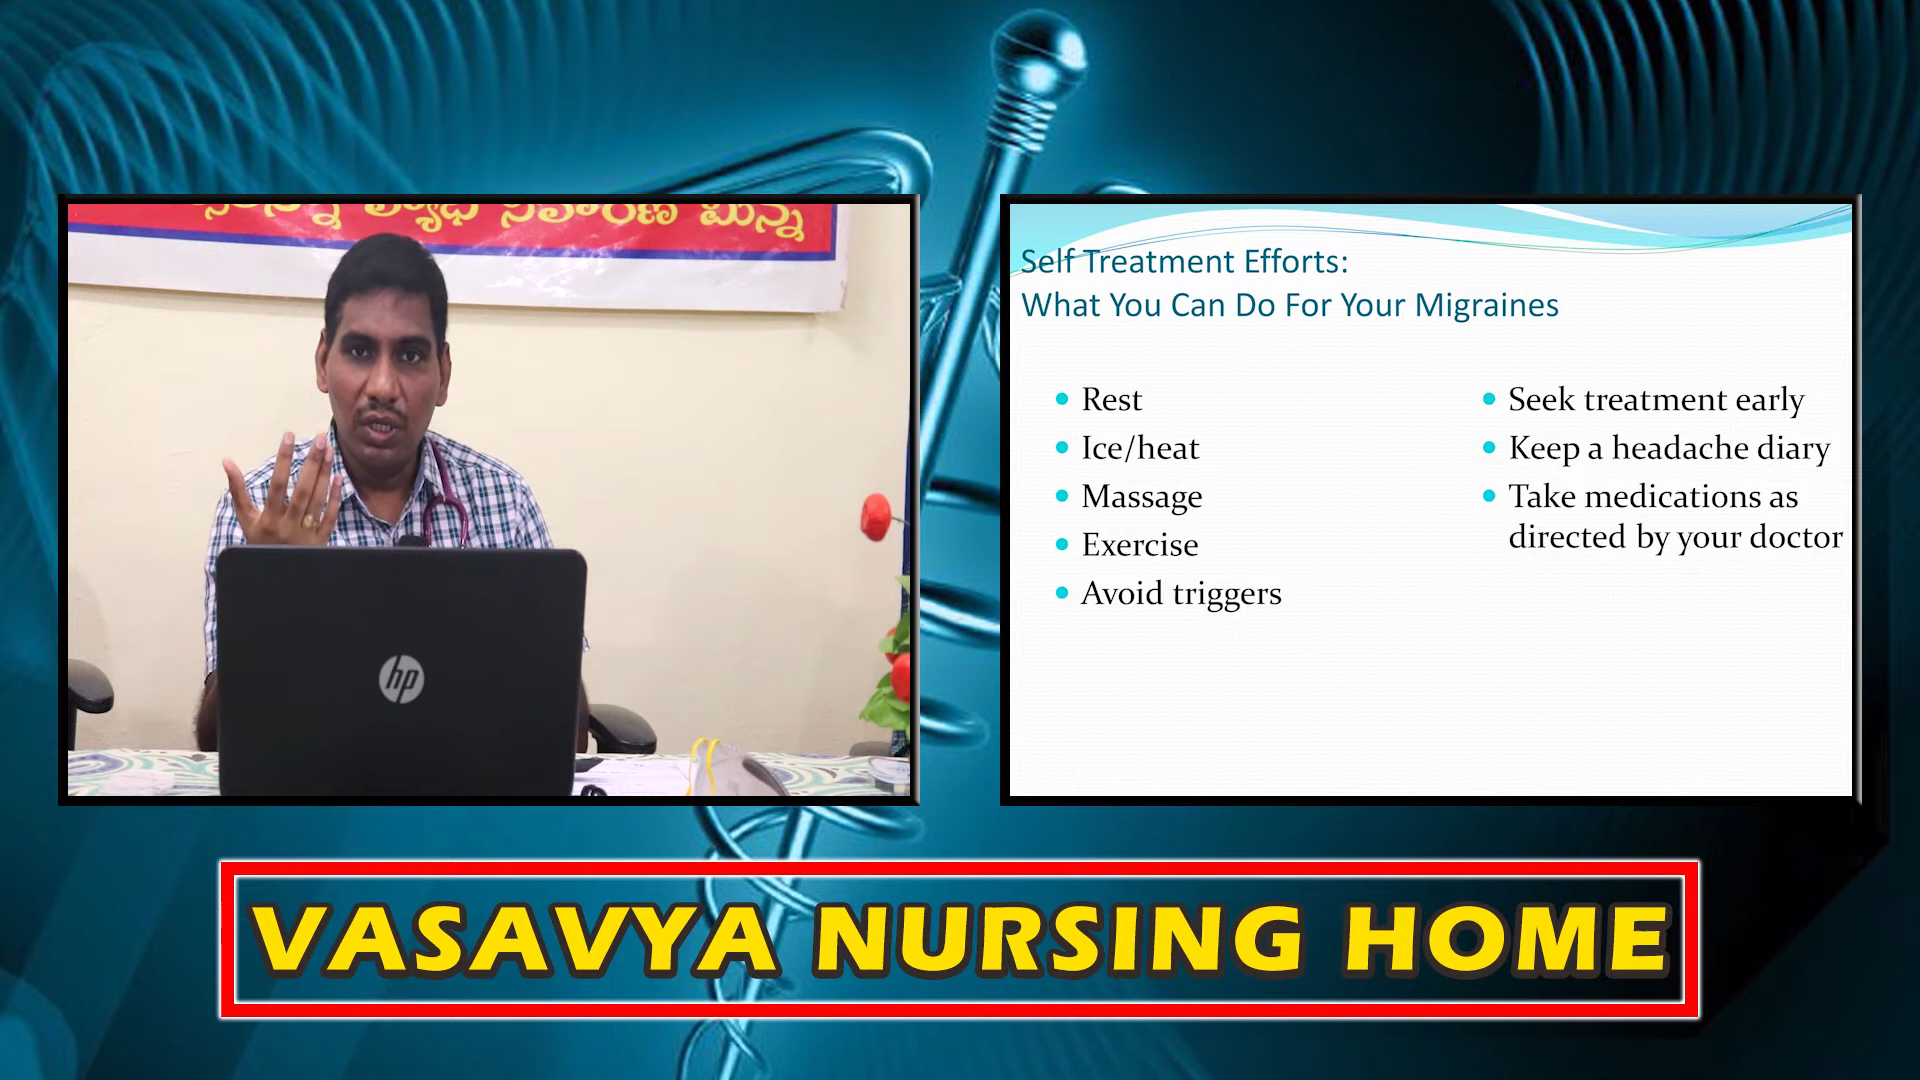 Self Treatment Efforts:
What You Can Do For Your Migraines
• Rest
• Ice/heat
• Massage
• Exercise
• Avoid triggers
• Seek treatment early
• Keep a headache diary
• Take medications as
directed by your doctor
hp
VASAVYA NURSING HOME